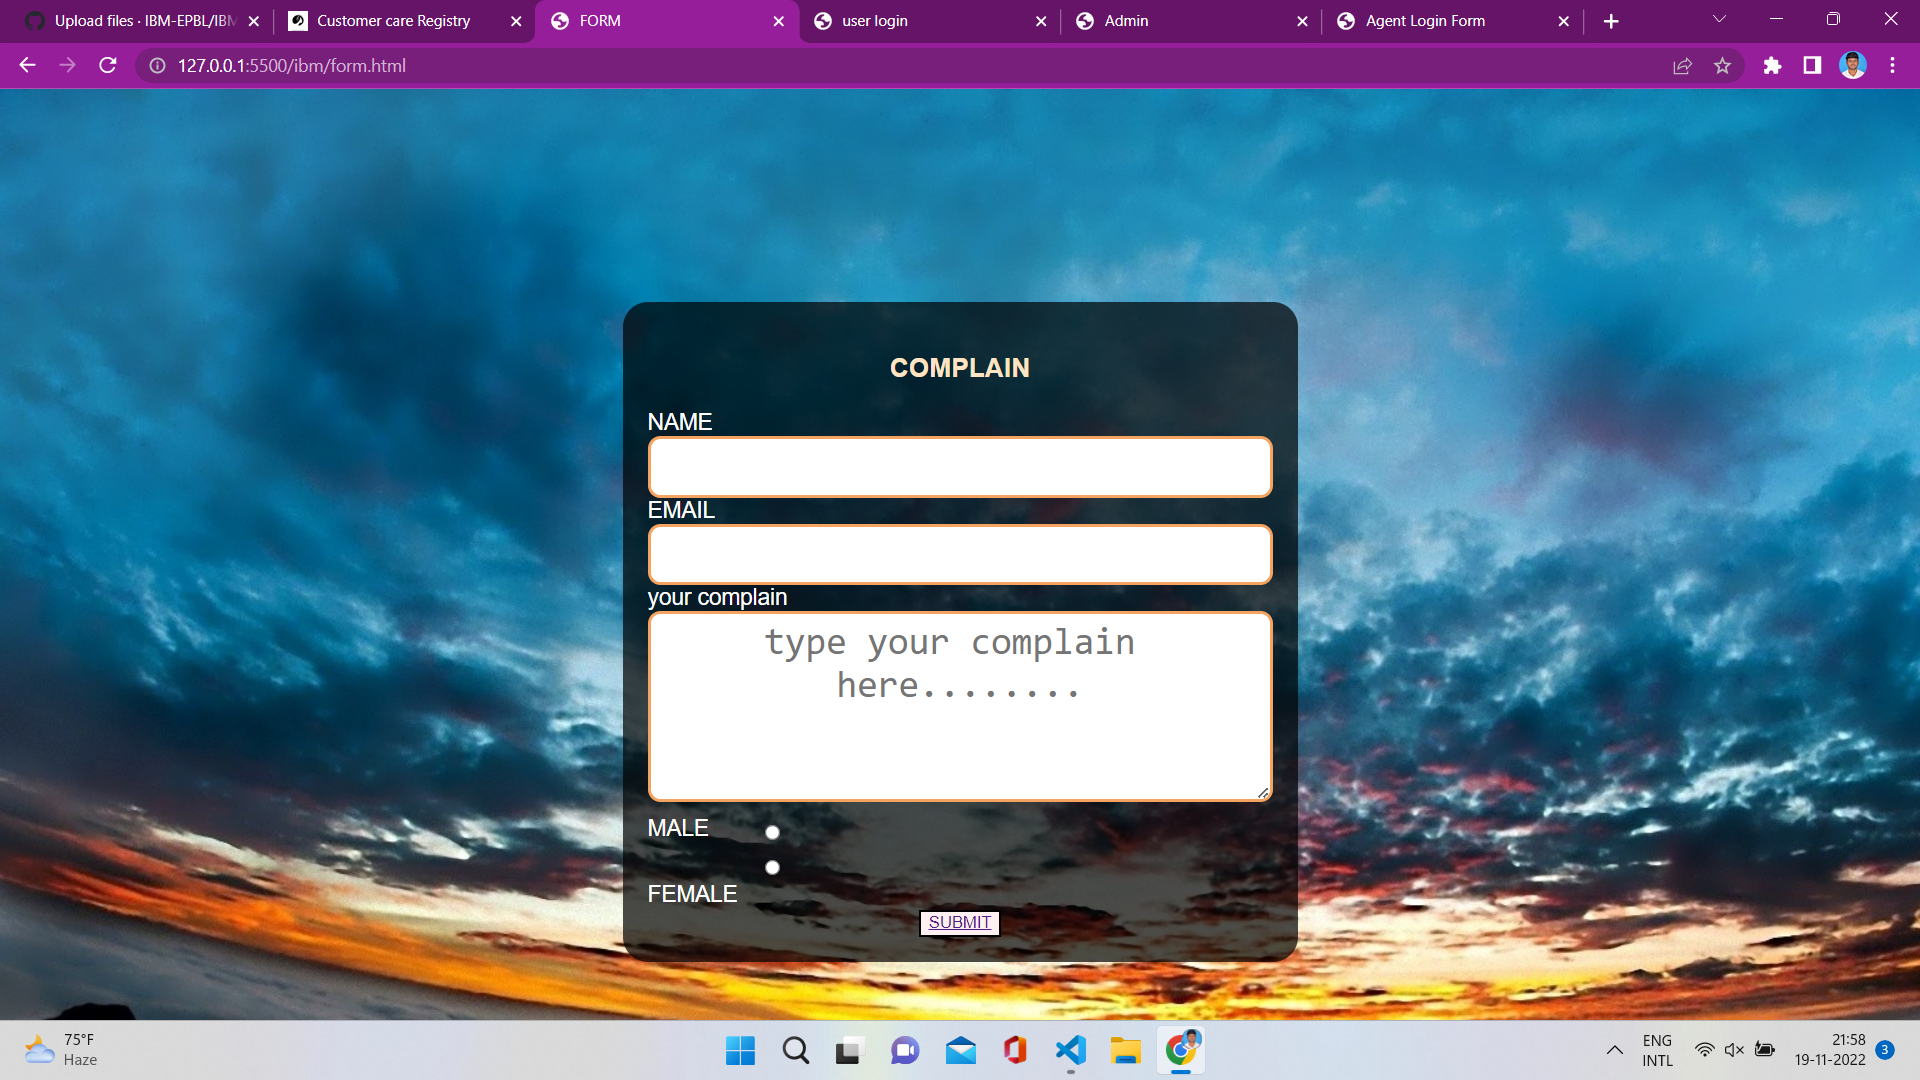 Upload files · IBM-EPBL/IBM
Customer care Registry
FORM
user login
Admin
Agent Login Form
127.0.0.1:5500/ibm/form.html
COMPLAIN
NAME
EMAIL
your complain
type your complain
here........
MALE
FEMALE
SUBMIT
75°F
Haze
ENG
INTL
21:58
19-11-2022
3